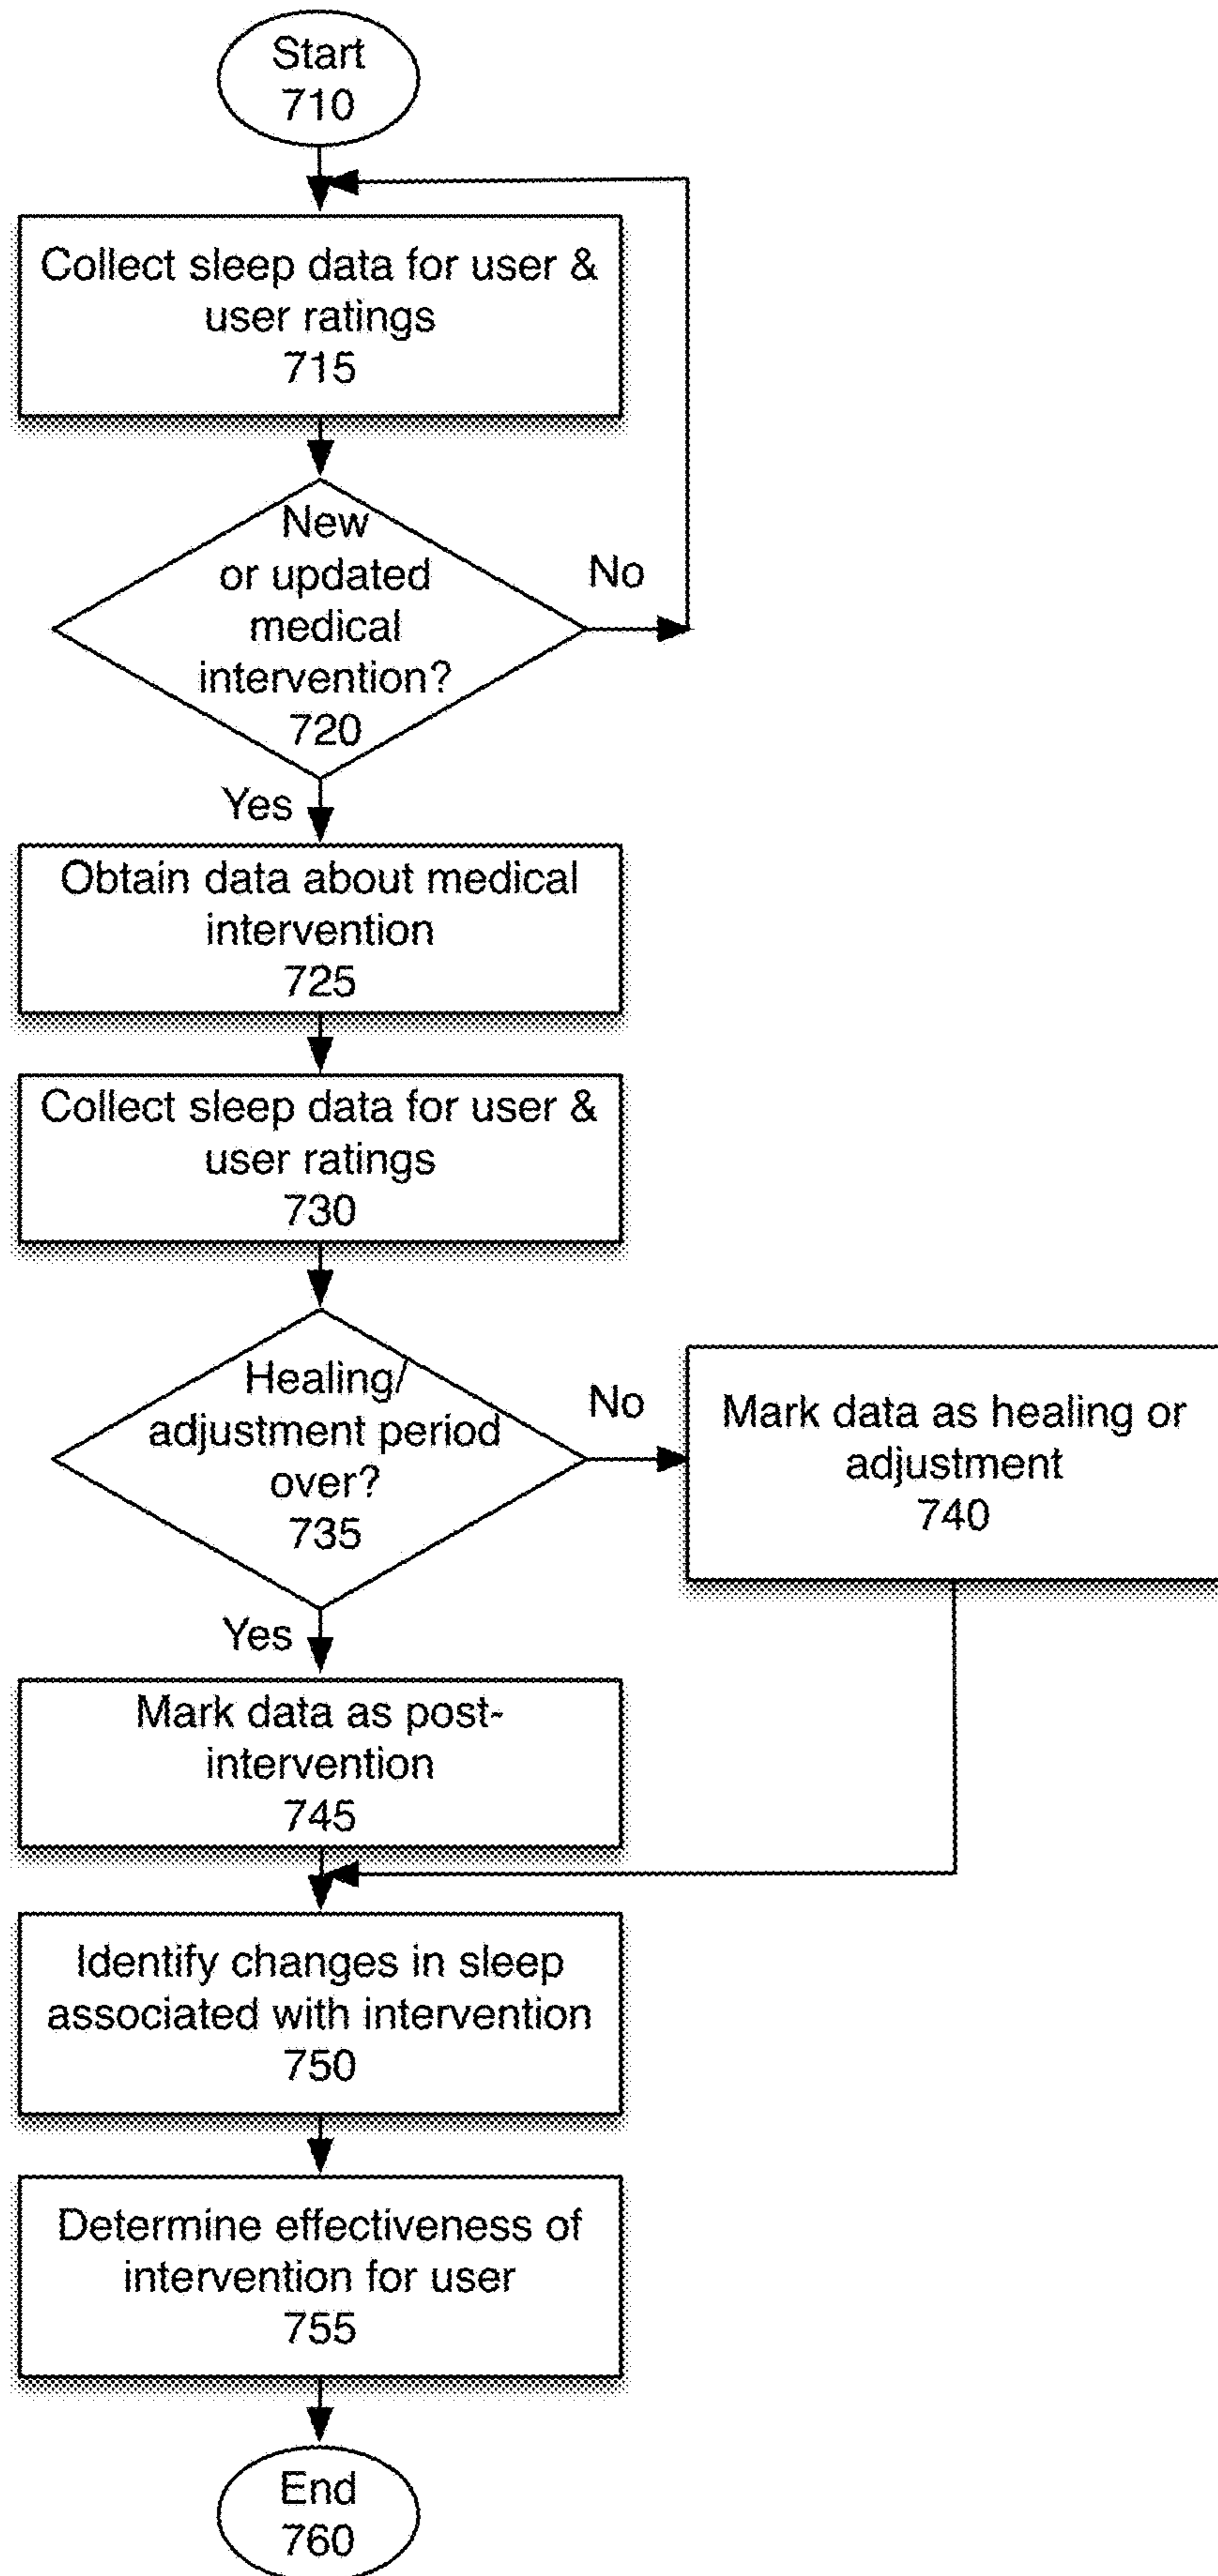 Start
710
Collect sleep data for user &
user ratings
715
New
or updated
medical
intervention?
720
No
Yes
Obtain data about medical
intervention
725
Collect sleep data for user &
user ratings
730
Healing/
adjustment period
over?
735
No
Mark data as healing or
adjustment
740
Yes
Mark data as post-
intervention
745
Identify changes in sleep
associated with intervention
750
Determine effectiveness of
intervention for user
755
End
760